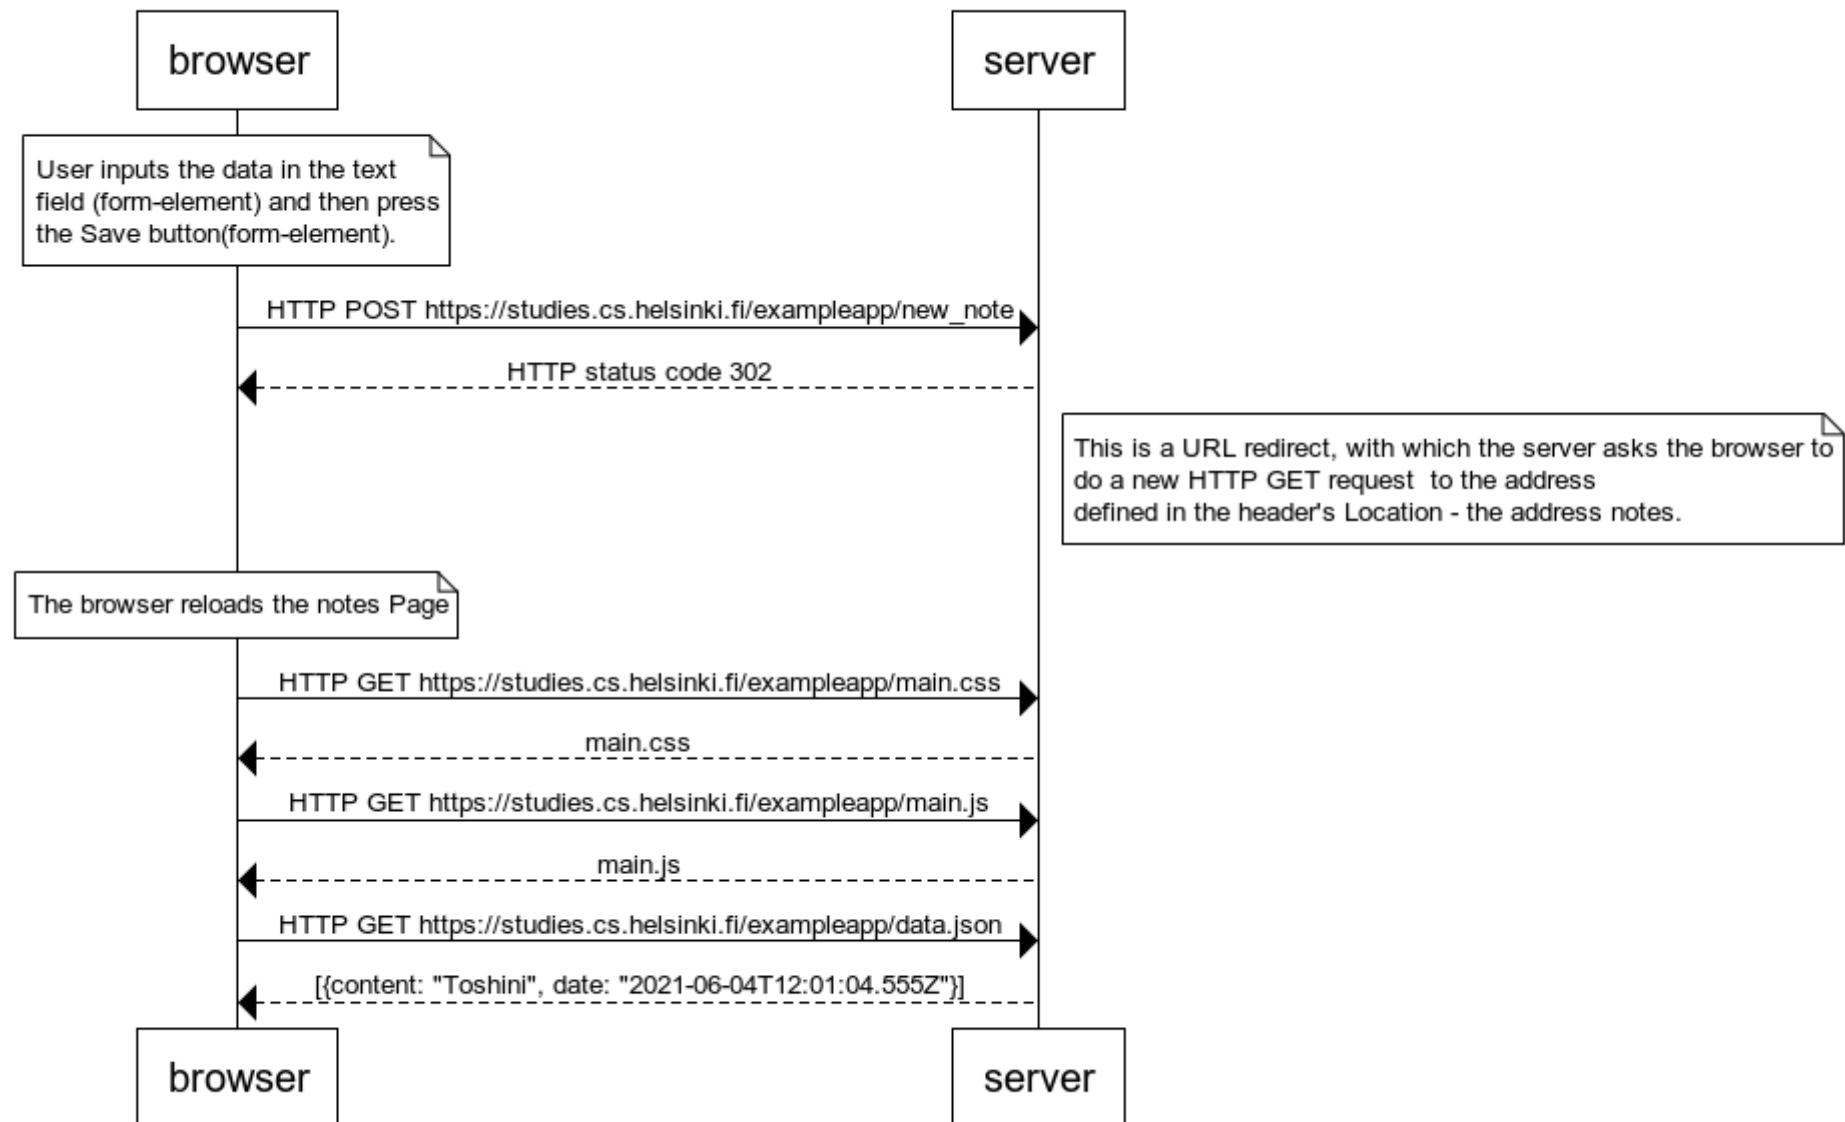 browser
server
User inputs the data in the text
field (form-element) and then press
the Save button(form-element).
HTTP POST https://studies.cs.helsinki.fi/exampleapp/new_note
HTTP status code 302
This is a URL redirect, with which the server asks the browser to
do a new HTTP GET request  to the address
defined in the header's Location - the address notes.
The browser reloads the notes Page
HTTP GET https://studies.cs.helsinki.fi/exampleapp/main.css
main.css
HTTP GET https://studies.cs.helsinki.fi/exampleapp/main.js
main.js
HTTP GET https://studies.cs.helsinki.fi/exampleapp/data.json
[{content: "Toshini", date: "2021-06-04T12:01:04.555Z"}]
browser
server